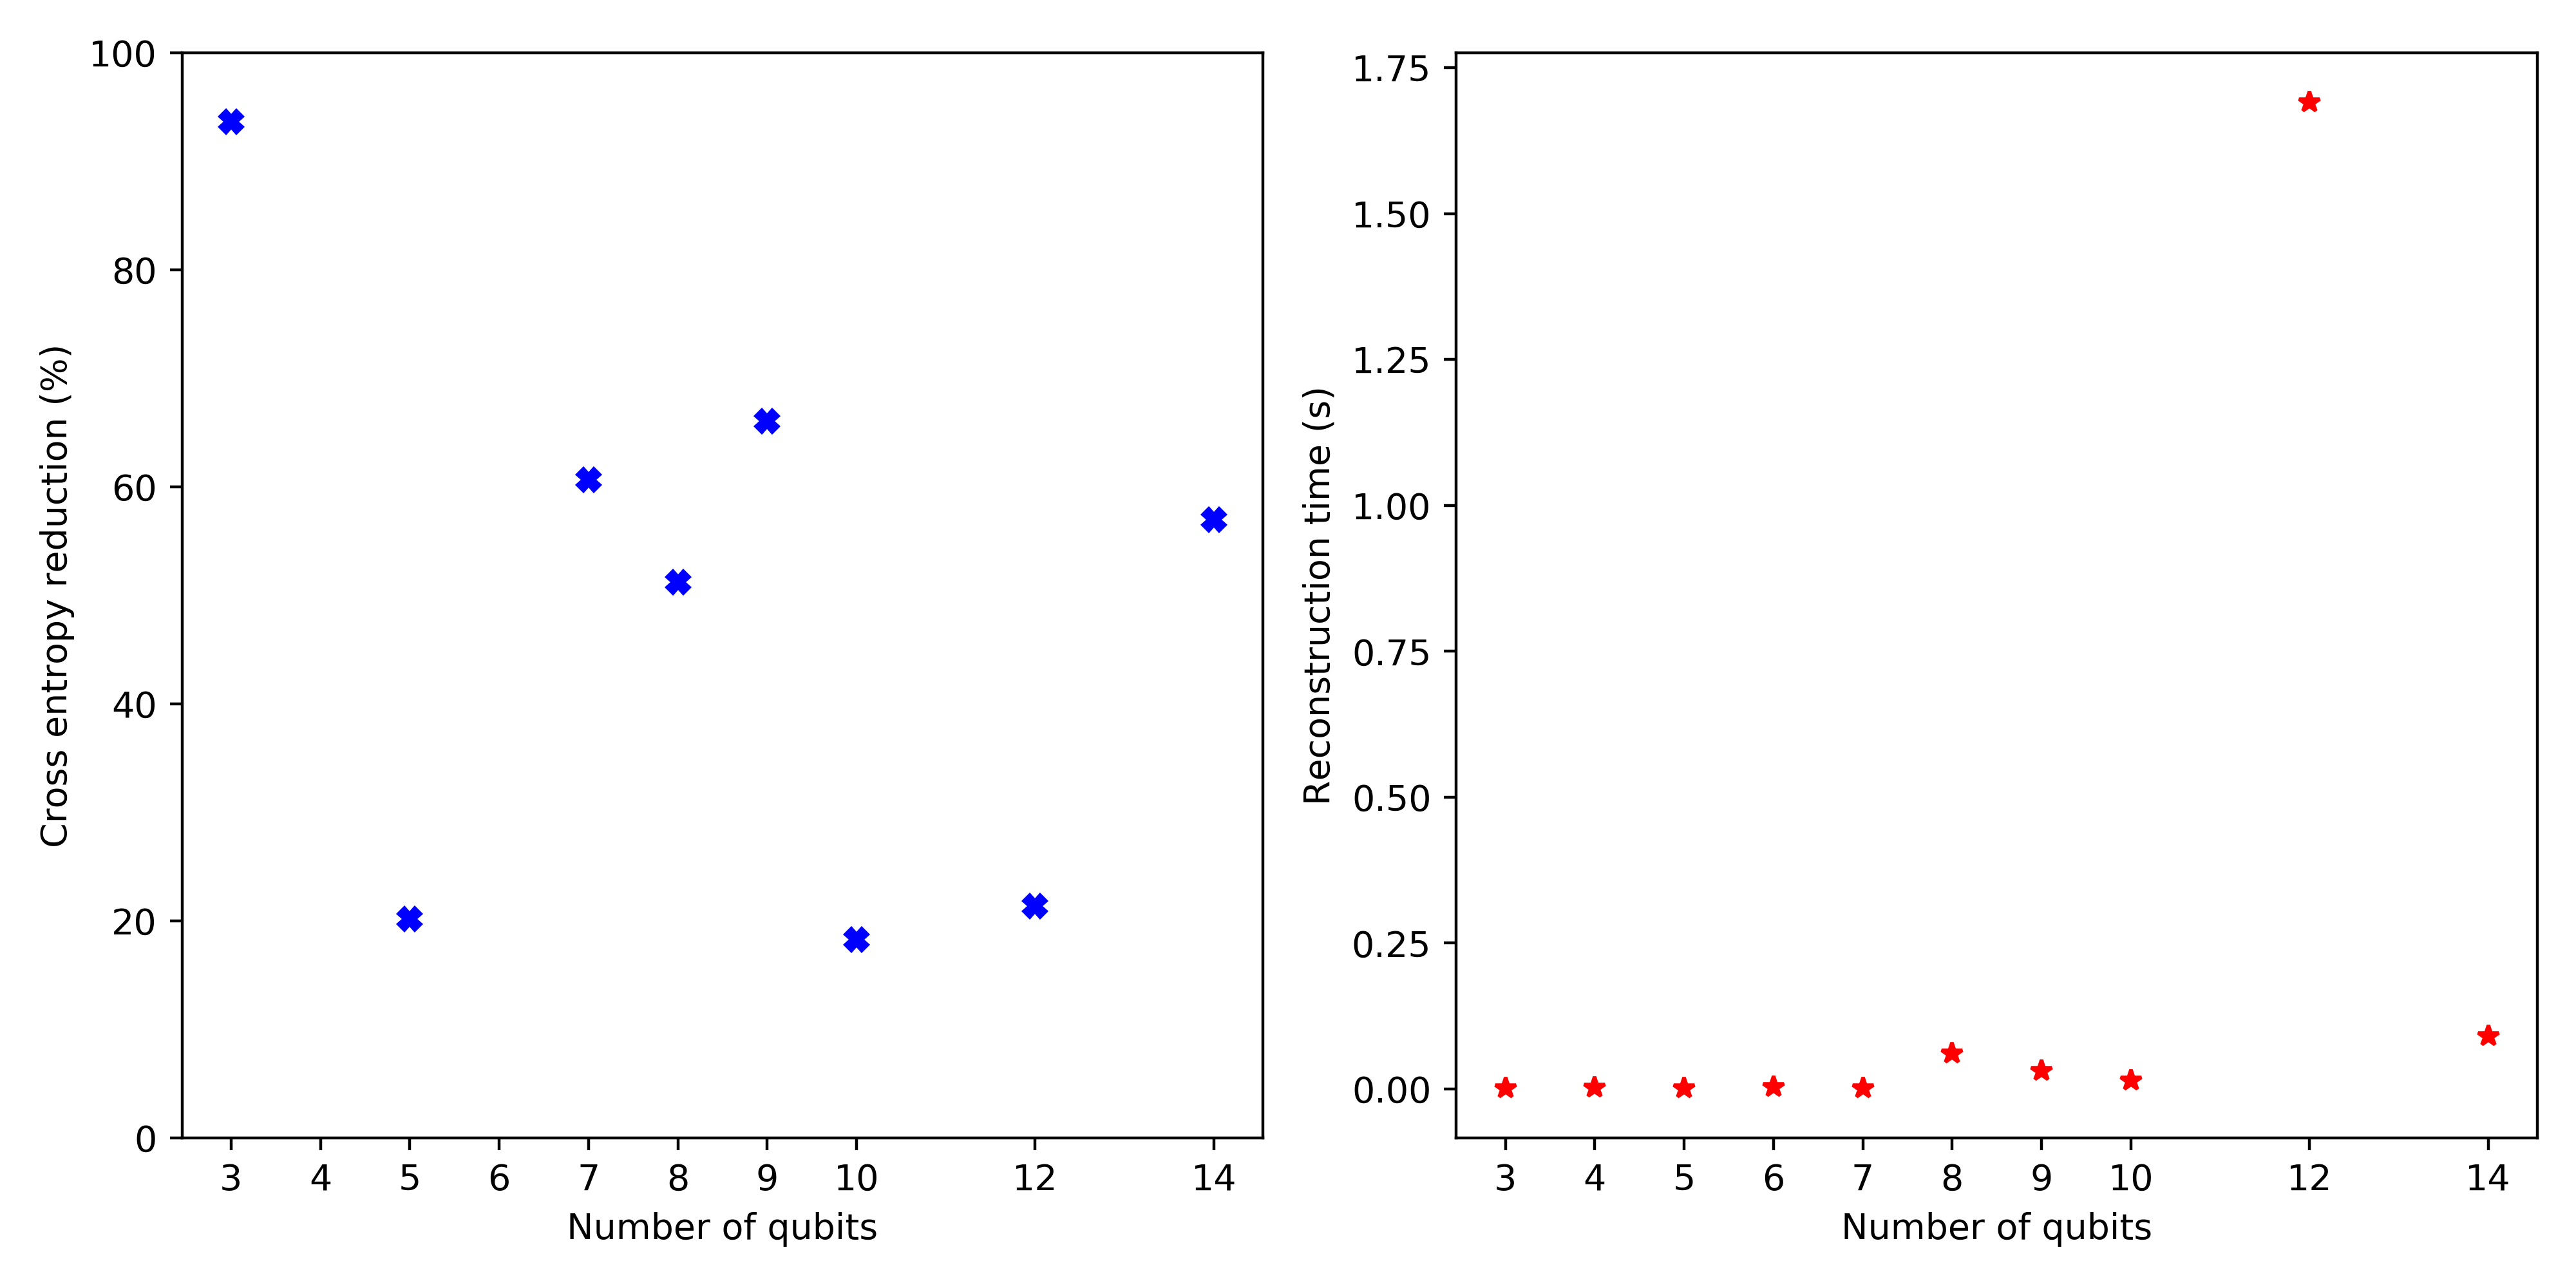 100
80
60
40
20
0
Cross entropy reduction (%)
3 4 5 6 7 8 9 10 12 14
Number of qubits
1.75
1.50
1.25
1.00
0.75
0.50
0.25
0.00
Reconstruction time (s)
3 4 5 6 7 8 9 10 12 14
Number of qubits